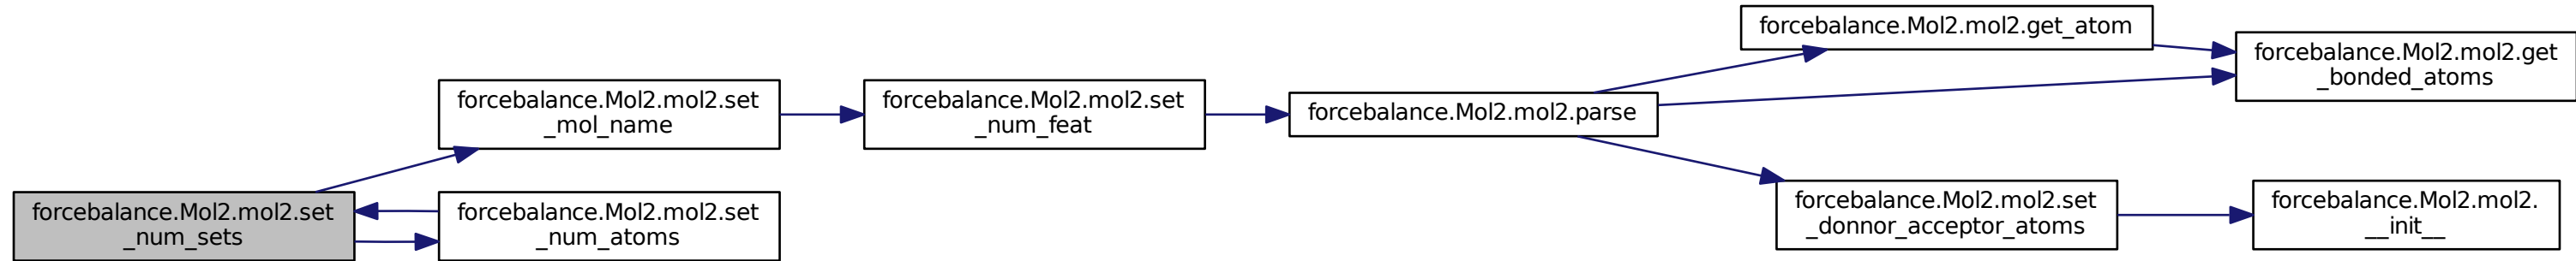 forcebalance.Mol2.mol2.set
_num_sets
forcebalance.Mol2.mol2.set
_mol_name
forcebalance.Mol2.mol2.set
_num_atoms
forcebalance.Mol2.mol2.set
_num_feat
forcebalance.Mol2.mol2.parse
forcebalance.Mol2.mol2.get_atom
forcebalance.Mol2.mol2.get
_bonded_atoms
forcebalance.Mol2.mol2.set
_donnor_acceptor_atoms
forcebalance.Mol2.mol2.
__init__